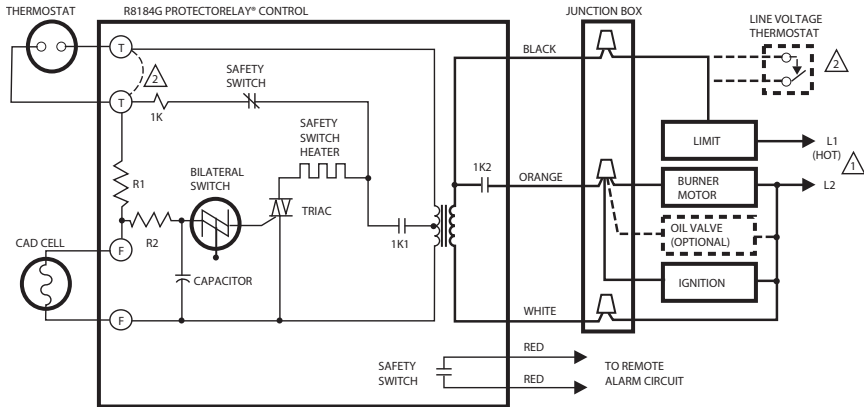 THERMOSTAT
R8184G PROTECTORELAY® CONTROL
JUNCTION BOX
LINE VOLTAGE
THERMOSTAT
T
2
SAFETY
SWITCH
BLACK
2
T
1K
SAFETY
SWITCH
HEATER
LIMIT
L1
(HOT)
1
R1
BILATERAL
SWITCH
1K2
ORANGE
BURNER
MOTOR
L2
TRIAC
R2
1K1
OIL VALVE
(OPTIONAL)
CAD CELL
F
CAPACITOR
IGNITION
F
WHITE
SAFETY
SWITCH
RED
RED
TO REMOTE
ALARM CIRCUIT